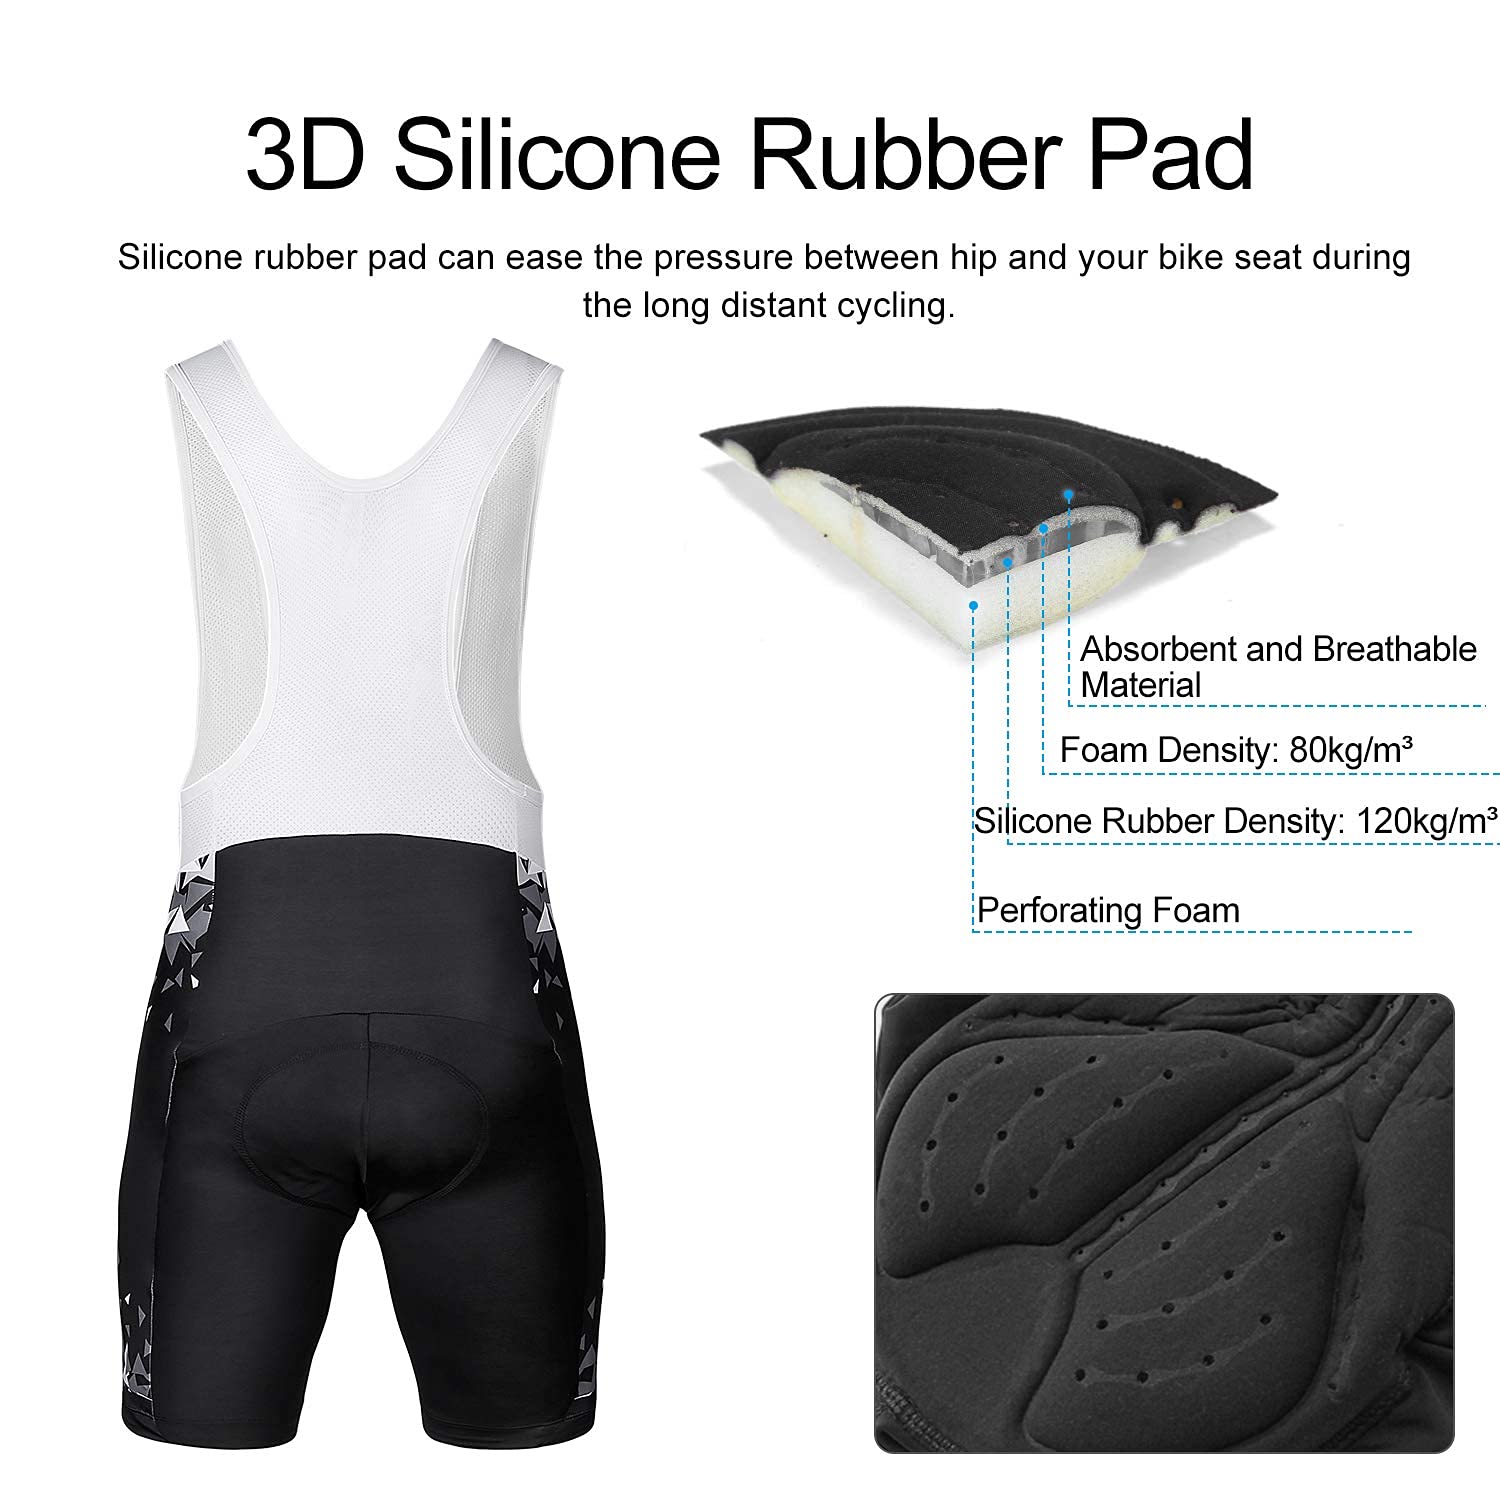 3D Silicone Rubber Pad
Silicone rubber pad can ease the pressure between hip and your bike seat during
the long distant cycling.
Absorbent and Breathable
Material
Foam Density: 80kg/m³
Silicone Rubber Density: 120kg/m³
Perforating Foam